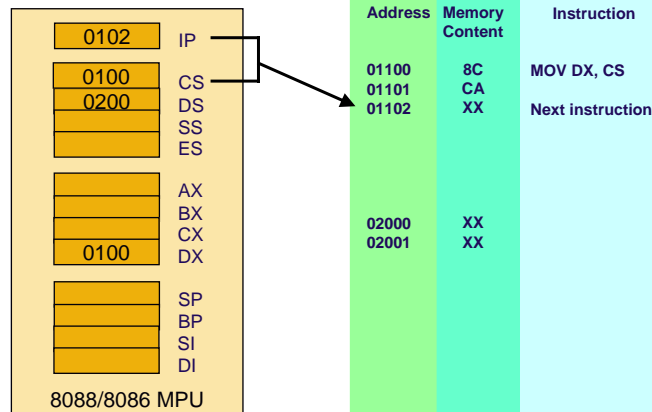 0102 IP
0100 CS
0200 DS
SS
ES
AX
BX
CX
0100 DX
SP
BP
SI
DI
8088/8086 MPU
Address Memory Content Instruction
01100 8C MOV DX, CS
01101 CA
01102 XX Next instruction
02000 XX
02001 XX